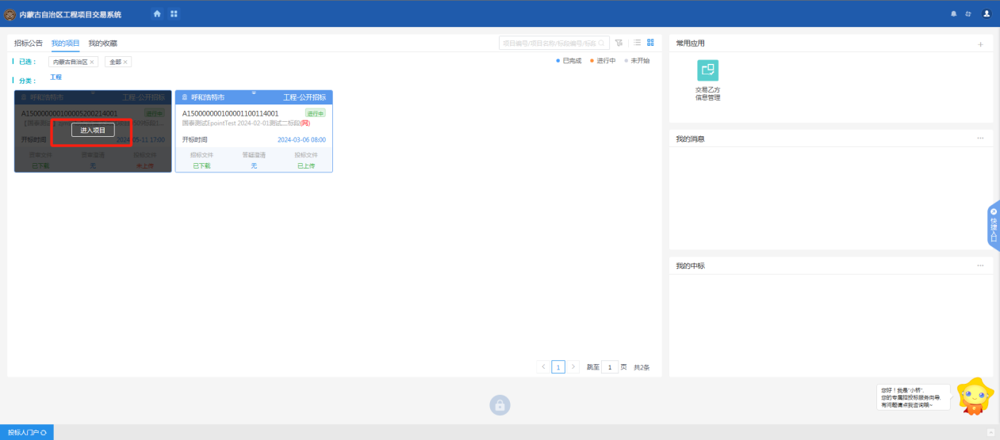 内蒙古自治区工程项目交易系统
招标公告 我的项目 我的收藏
项目编号/项目名称/标段编号/标段
已选： 内蒙古自治区 × 全部 ×
已完成 进行中 未开始
分类： 工程
呼和浩特市 工程-公开招标
A150000000100005200214001 进行中
进入项目
开标时间 2024-05-11 17:00
招标文件 答疑澄清 投标文件
已下载 无 未上传
呼和浩特市 工程-公开招标
A1500000001000001100114001 进行中
国泰测试EpointTest 2024-02-01测试二标段(网)
开标时间 2024-03-06 08:00
招标文件 答疑澄清 投标文件
已下载 无 已上传
1 跳至 1 页 共2条
常用应用
交易乙方
信息管理
我的消息
我的中标
快捷入口
您好！我是"小桥",
您的专属招投标服务向导,
有问题请点我咨询哦~
投标人门户